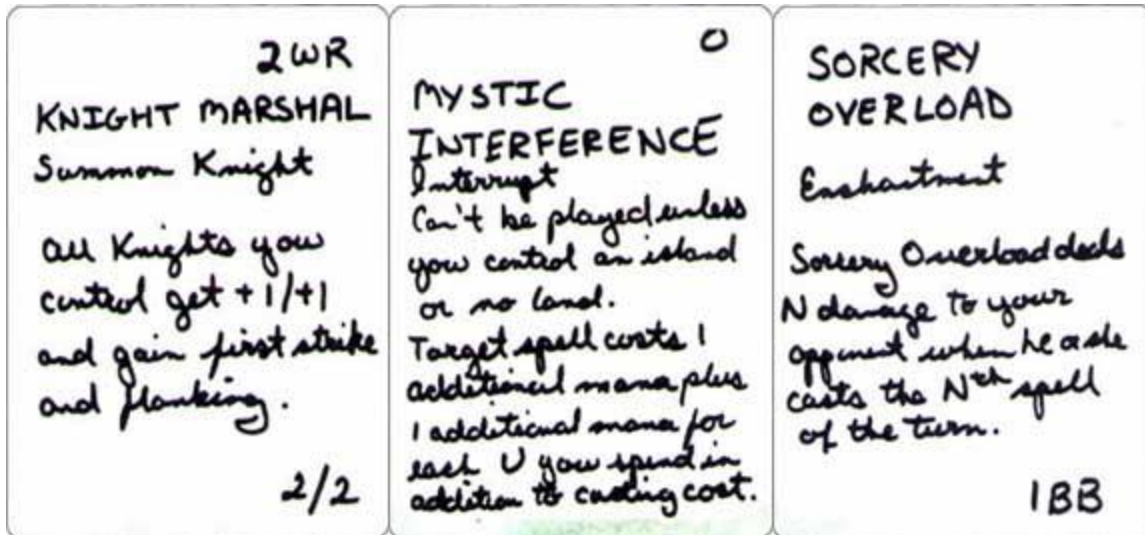 2WR
KNIGHT MARSHAL
Summon Knight
All Knights you
control get +1/+1
and gain first strike
and flanking.
2/2
0
MYSTIC
INTERFERENCE
Interrupt
Can't be played unless
you control an island
or no land.
Target spell costs 1
additional mana plus
1 additional mana for
each U you spend in
addition to casting cost.
SORCERY
OVERLOAD
Enchantment
Sorcery Overload deals
N damage to your
opponent when he or she
casts the Nth spell
of the turn.
1BB